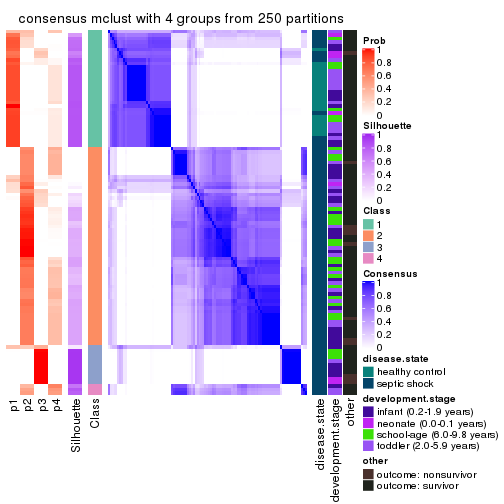 consensus mclust with 4 groups from 250 partitions
Prob
1
0.8
0.6
0.4
0.2
0
Silhouette
1
0.8
0.6
0.4
0.2
0
Class
1
2
3
4
Consensus
1
0.8
0.6
0.4
0.2
0
disease.state
healthy control
septic shock
development.stage
infant (0.2-1.9 years)
neonate (0.0-0.1 years)
school-age (6.0-9.8 years)
toddler (2.0-5.9 years)
other
outcome: nonsurvivor
outcome: survivor
p1
p2
p3
p4
Silhouette
Class
disease.state
development.stage
other